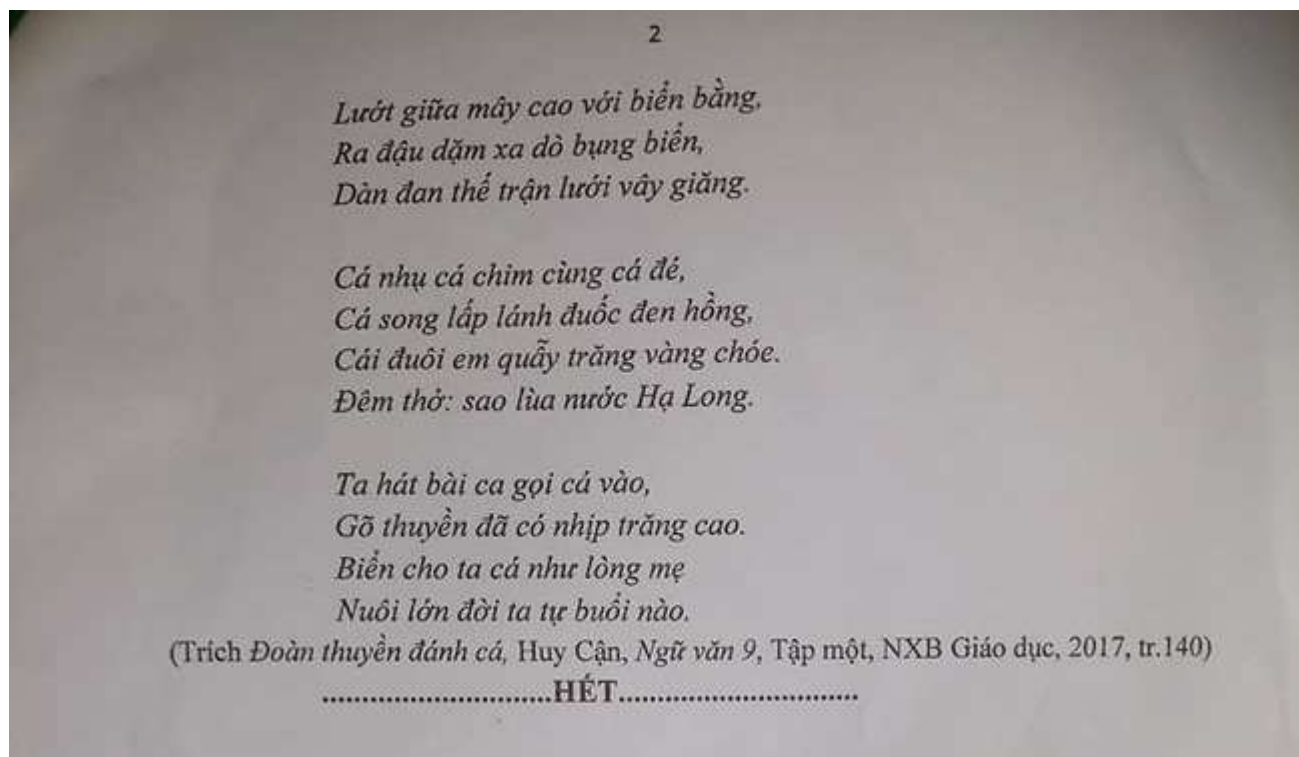 2
Lướt giữa mây cao với biển bằng,
Ra đậu dặm xa dò bụng biển,
Dàn đan thế trận lưới vây giăng.
Cá nhụ cá chim cùng cá đé,
Cá song lấp lánh đuốc đen hồng,
Cái đuôi em quẫy trăng vàng chóe.
Đêm thở: sao lùa nước Hạ Long.
Ta hát bài ca gọi cá vào,
Gõ thuyền đã có nhịp trăng cao.
Biển cho ta cá như lòng mẹ
Nuôi lớn đời ta tự buổi nào.
(Trích Đoàn thuyền đánh cá, Huy Cận, Ngữ văn 9, Tập một, NXB Giáo dục, 2017, tr.140)
.............................HẾT..............................